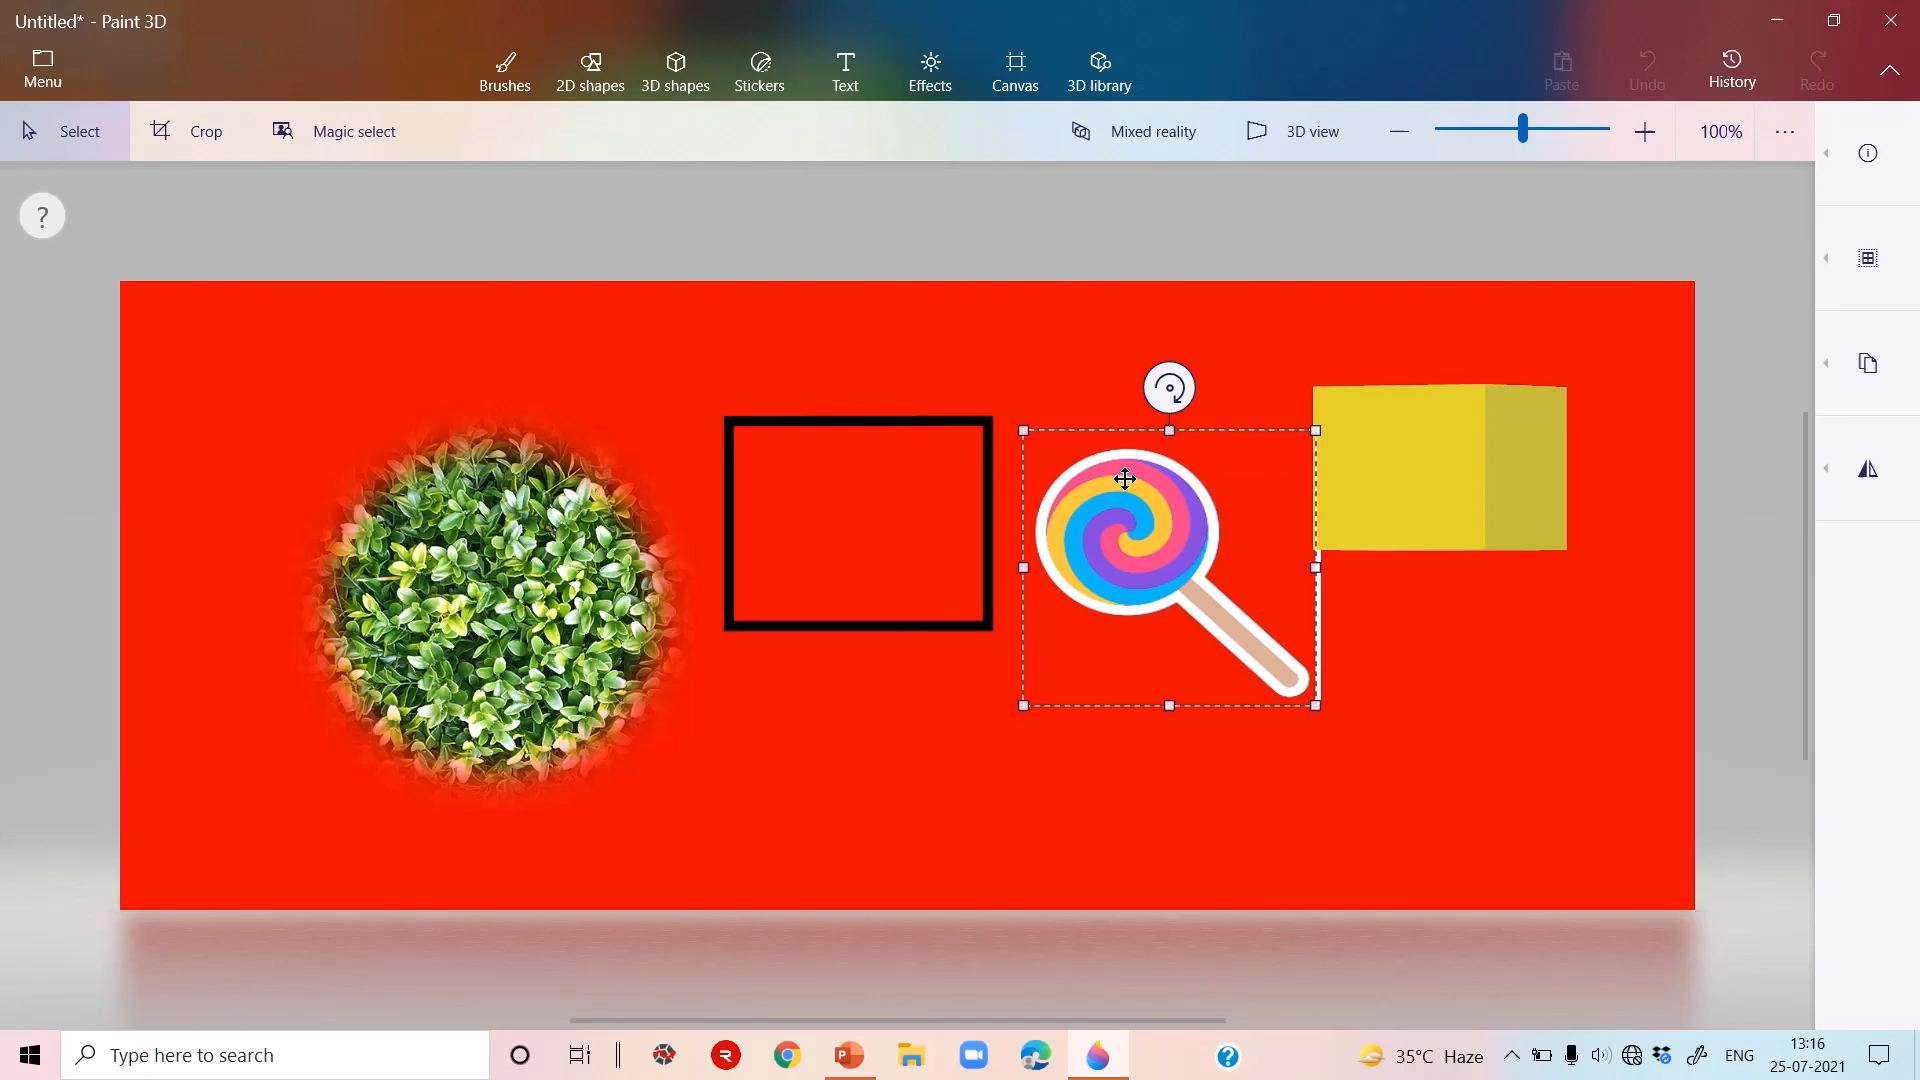 Untitled* - Paint 3D
Menu
Brushes
2D shapes
3D shapes
Stickers
Text
Effects
Canvas
3D library
Paste
Undo
History
Redo
Select
Crop
Magic select
Mixed reality
3D view
100%
?
Type here to search
35°C Haze
ENG
13:16
25-07-2021